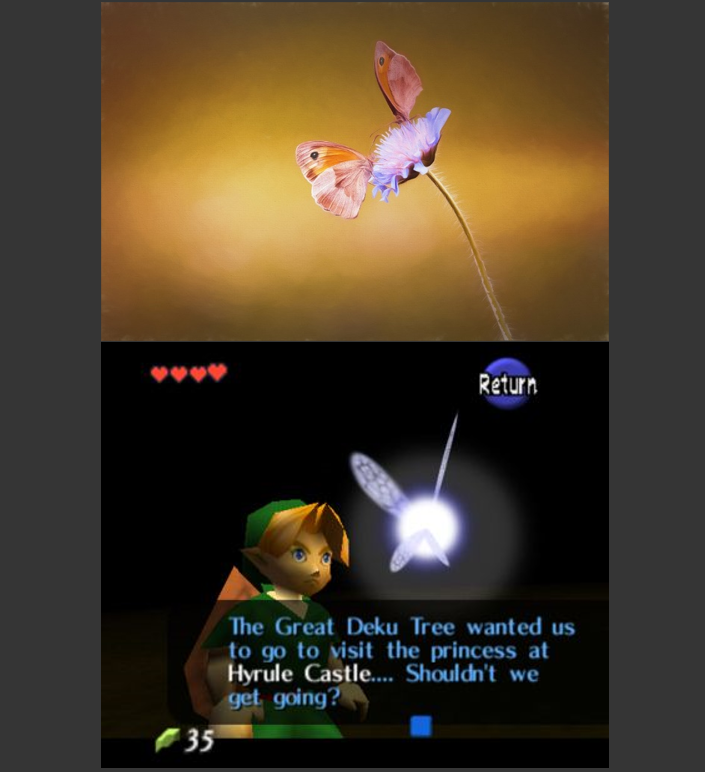 Return
The Great Deku Tree wanted us
to go to visit the princess at
Hyrule Castle.... Shouldn't we
get going?
35